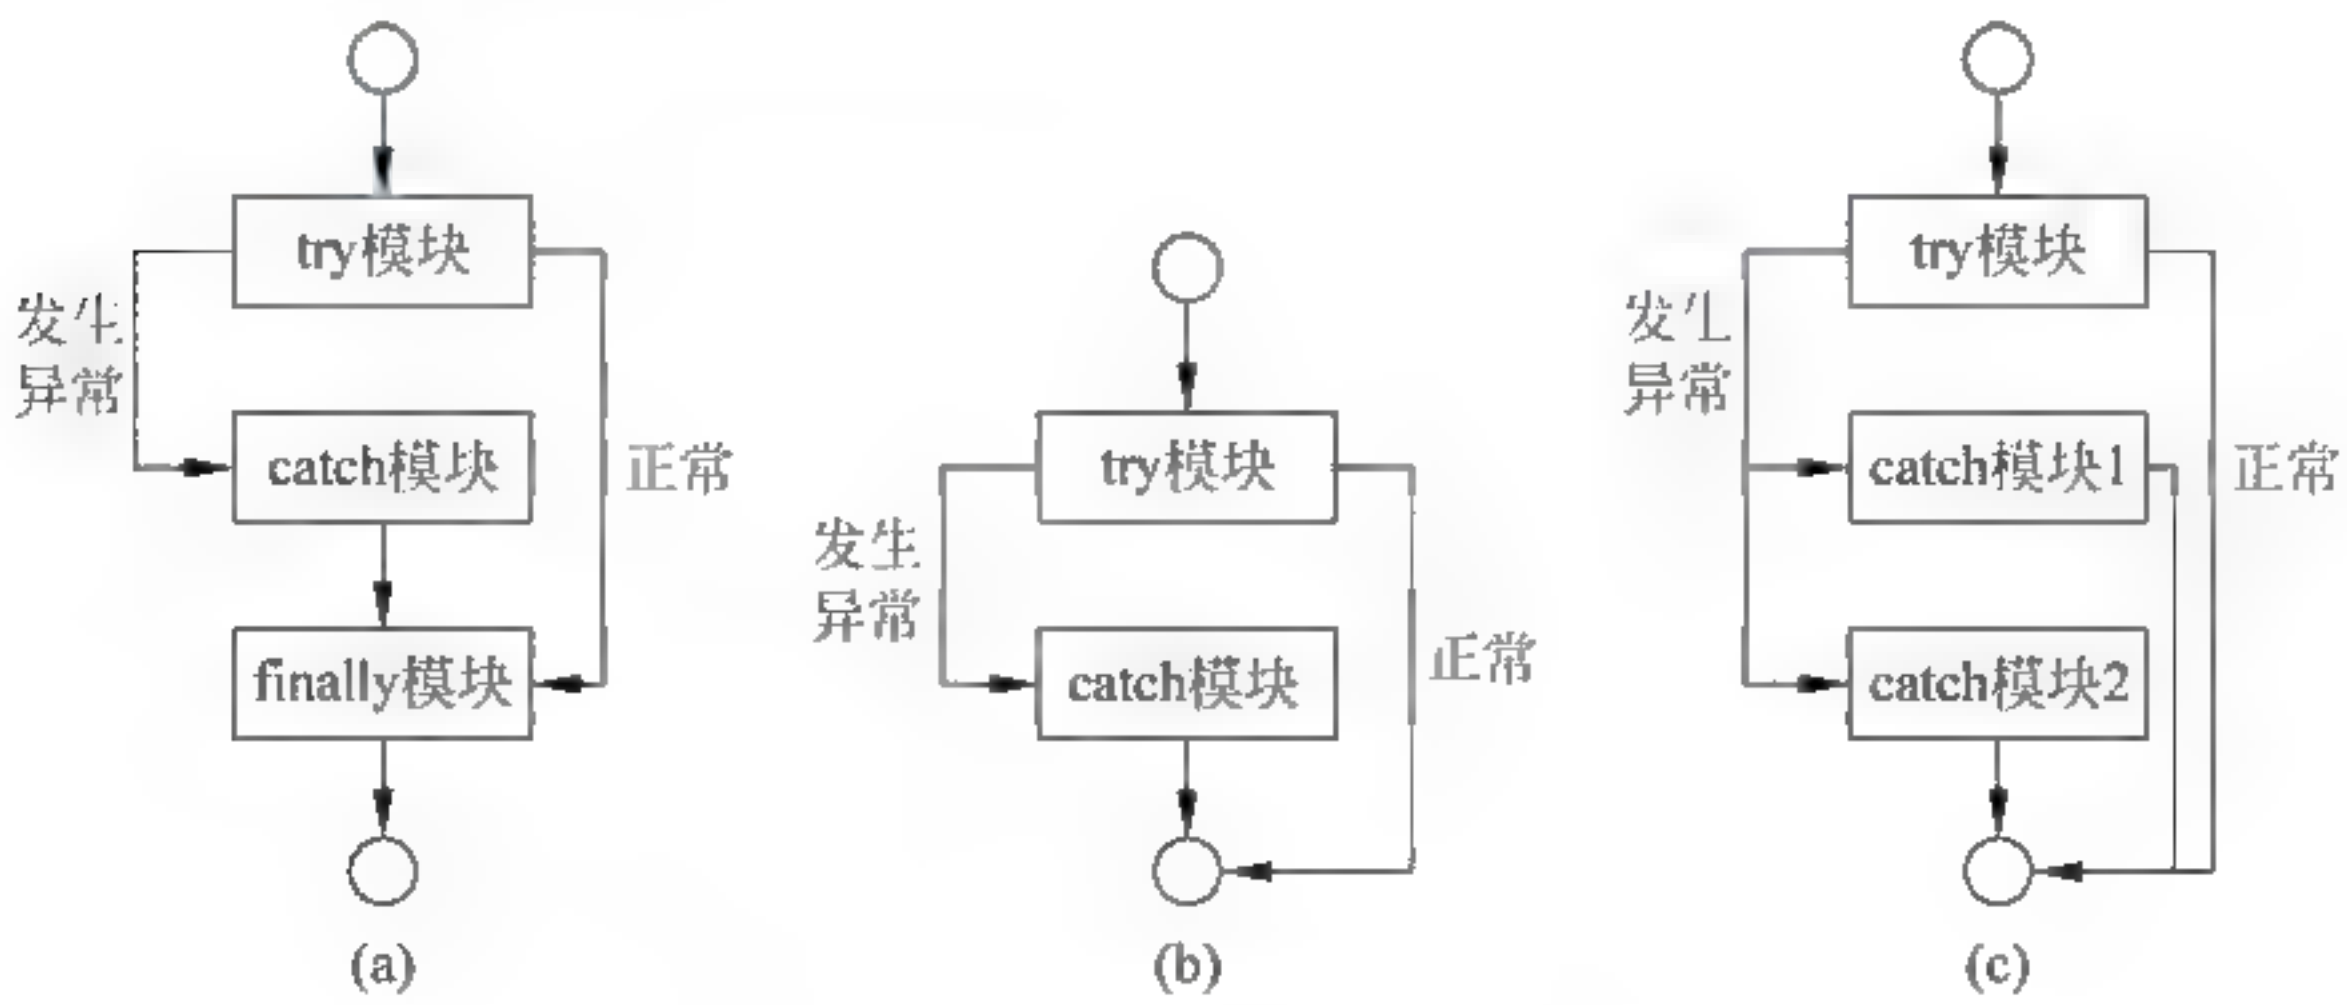 try模块
发生
异常
catch模块
正常
finally模块
(a)
try模块
发生
异常
catch模块
正常
(b)
try模块
发生
异常
catch模块1
正常
catch模块2
(c)